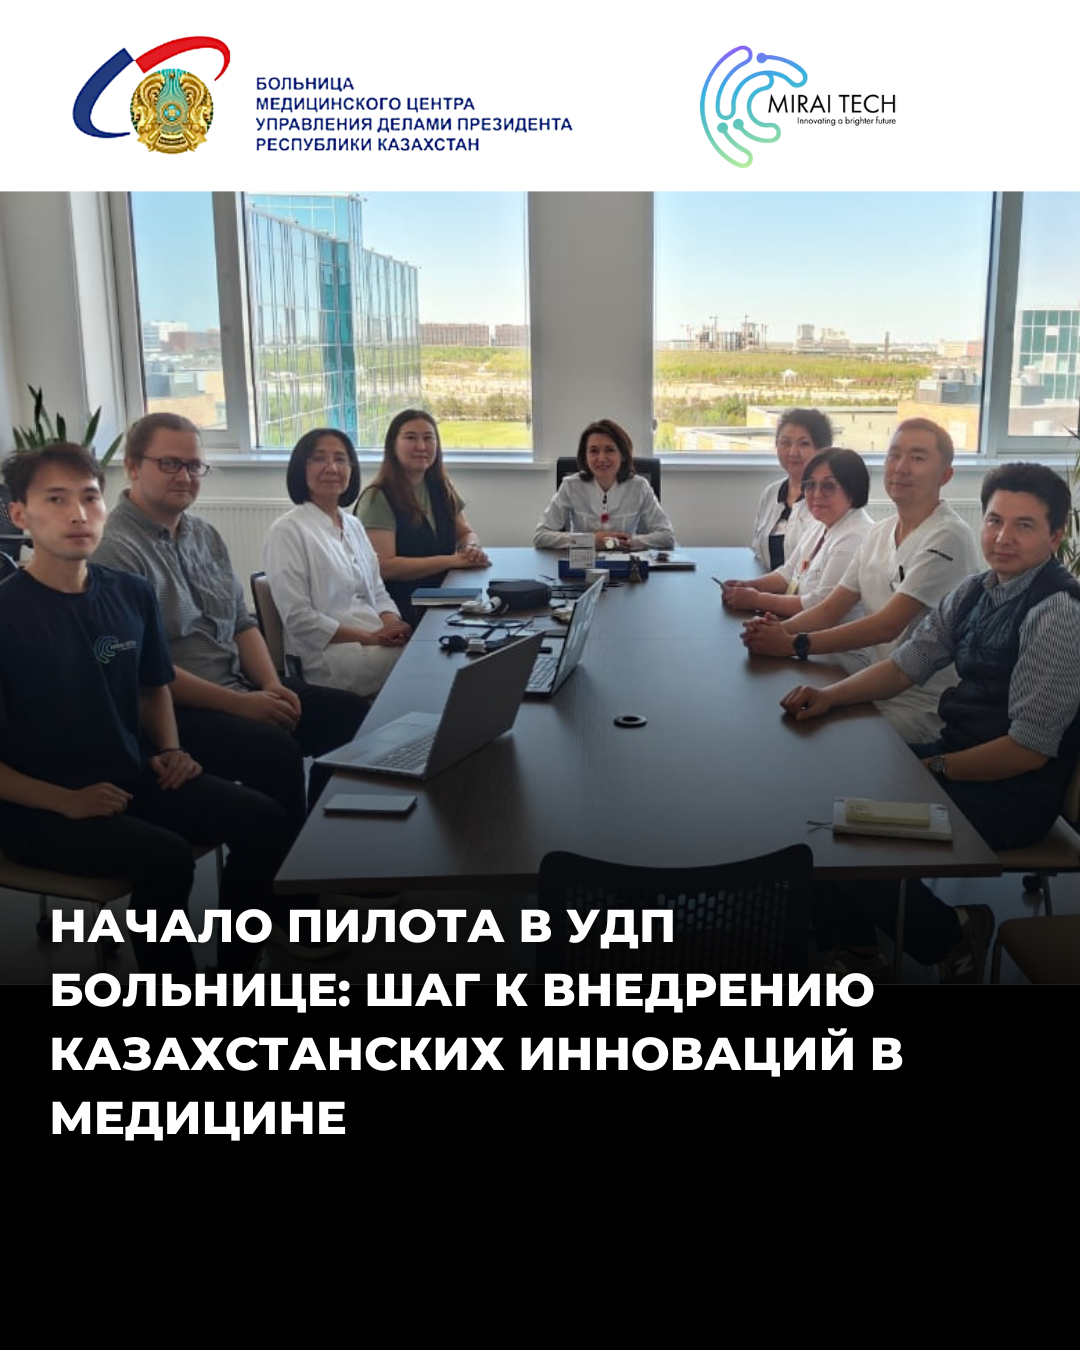 БОЛЬНИЦА
МЕДИЦИНСКОГО ЦЕНТРА
УПРАВЛЕНИЯ ДЕЛАМИ ПРЕЗИДЕНТА
РЕСПУБЛИКИ КАЗАХСТАН
MIRAI TECH
Innovating a brighter future
НАЧАЛО ПИЛОТА В УДП
БОЛЬНИЦЕ: ШАГ К ВНЕДРЕНИЮ
КАЗАХСТАНСКИХ ИННОВАЦИЙ В
МЕДИЦИНЕ